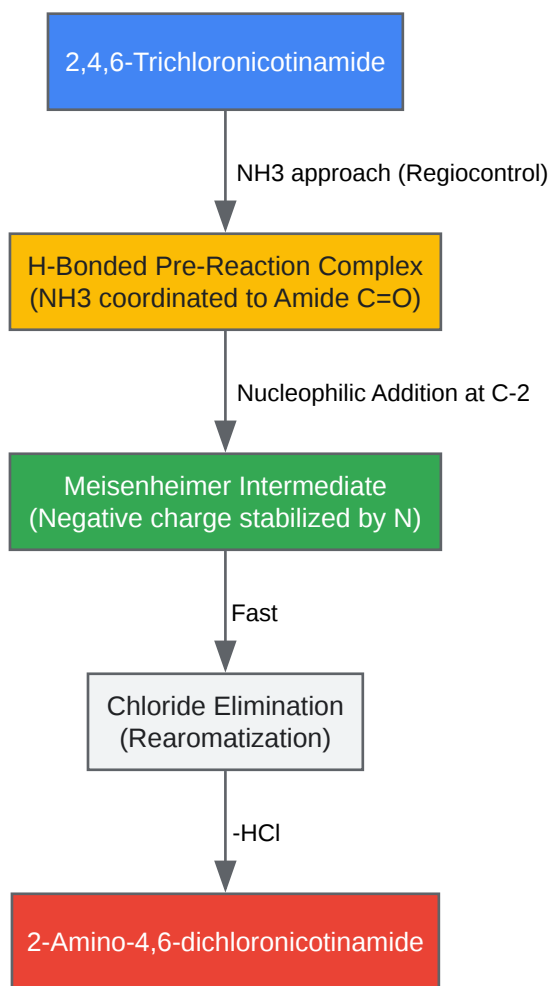 2,4,6-Trichloronicotinamide
NH3 approach (Regiocontrol)
H-Bonded Pre-Reaction Complex
(NH3 coordinated to Amide C=O)
Nucleophilic Addition at C-2
Meisenheimer Intermediate
(Negative charge stabilized by N)
Fast
Chloride Elimination
(Rearomatization)
-HCl
2-Amino-4,6-dichloronicotinamide